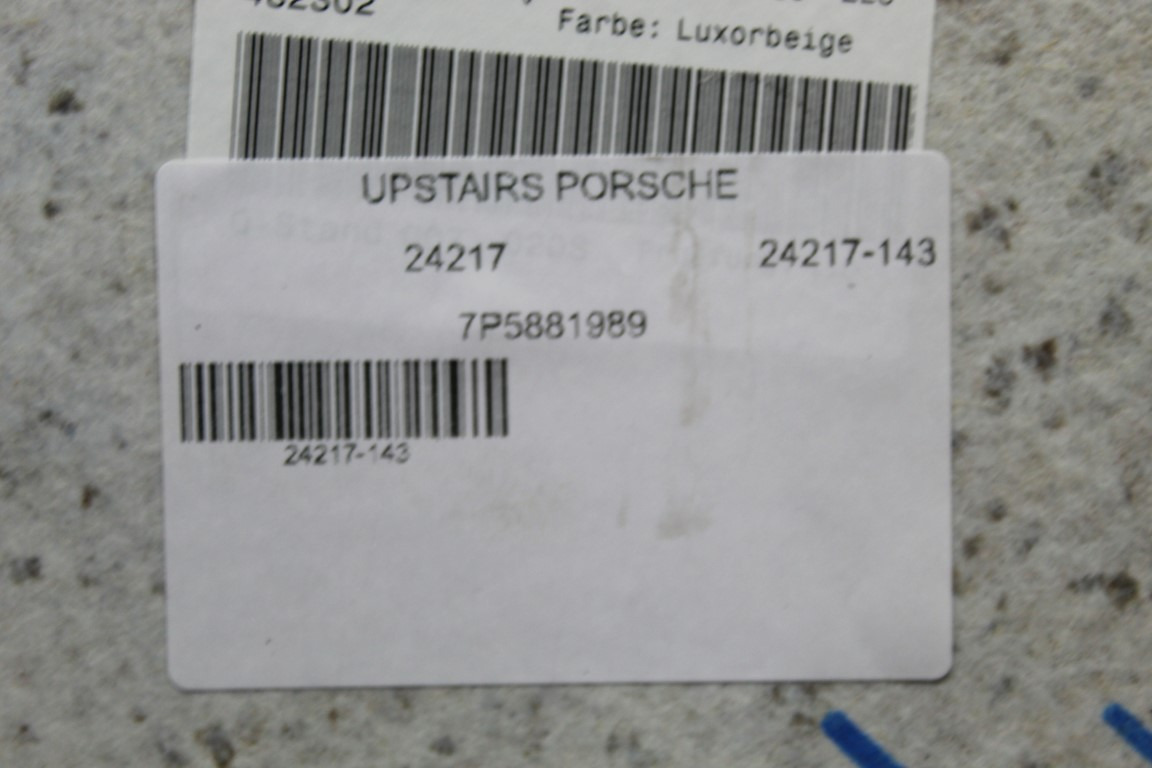 Farbe: Luxorbeige
UPSTAIRS PORSCHE
24217 24217-143
7P5881989
24217-143